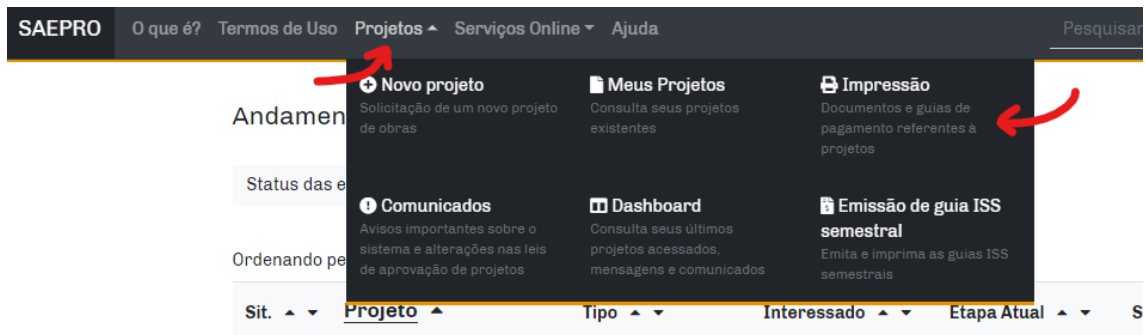 SAEPRO O que é? Termos de Uso Projetos Serviços Online Ajuda Pesquisar
Novo projeto
Solicitação de um novo projeto
de obras
Meus Projetos
Consulta seus projetos
existentes
Impressão
Documentos e guias de
pagamento referentes à
projetos
Andamen
Status das e
Comunicados
Avisos importantes sobre o
sistema e alterações nas leis
de aprovação de projetos
Dashboard
Consulta seus últimos
projetos acessados,
mensagens e comunicados
Emissão de guia ISS
semestral
Emita e imprima as guias ISS
semestrais
Ordenando pe
Sit. Projeto Tipo Interessado Etapa Atual S